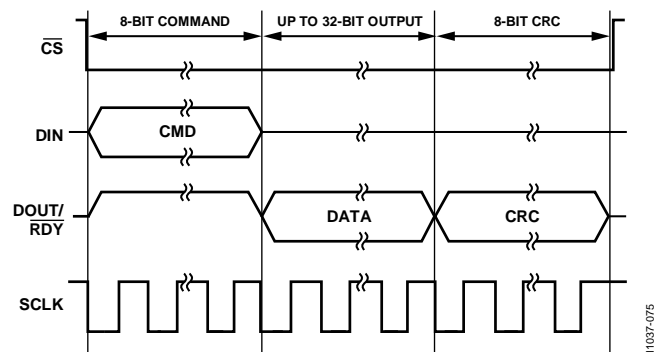 8-BIT COMMAND UP TO 32-BIT OUTPUT 8-BIT CRC
CS
DIN CMD
DOUT/
RDY DATA CRC
SCLK
11037-075